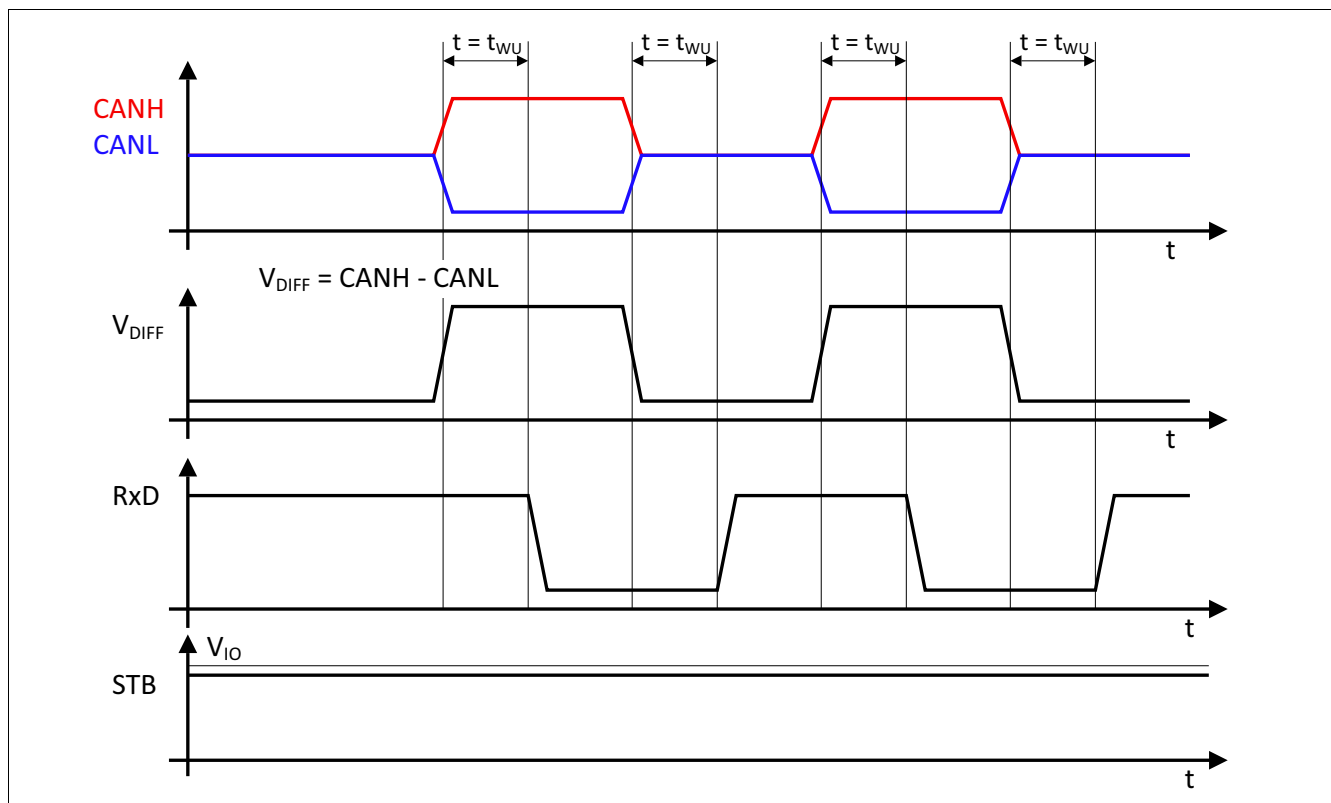 t = tWU t = tWU t = tWU t = tWU
CANH
CANL
t
VDIFF = CANH - CANL
VDIFF
t
RxD
t
VIO
STB
t